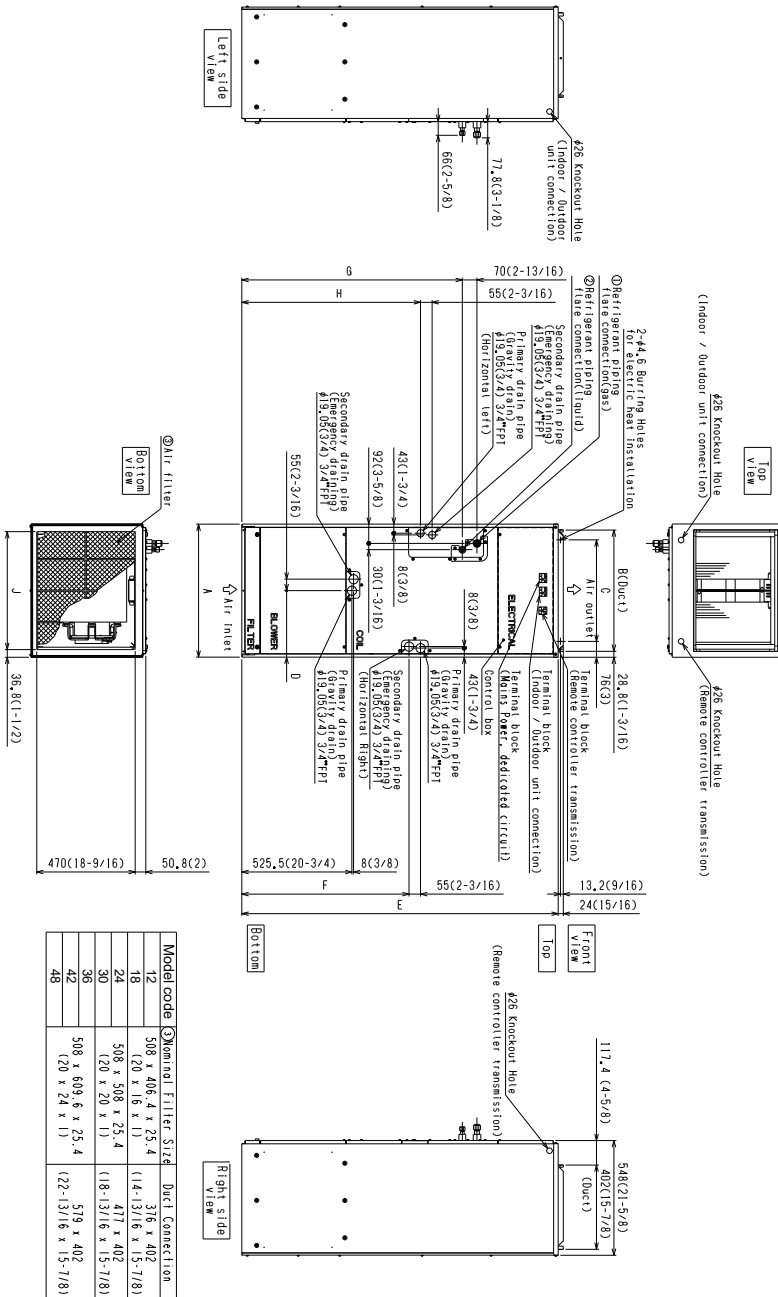 Left side
view
ø26 Knockout Hole
(Indoor / Outdoor
unit connection)
77.8(3-1/8)
66(2-5/8)
Top
view
ø26 Knockout Hole
(Indoor / Outdoor unit connection)
ø26 Knockout Hole
(Remote controller transmission)
2-ø4.6 Burring Holes
for electric heat installation
①Refrigerant piping
flare connection(gas)
②Refrigerant piping
flare connection(liquid)
Secondary drain pipe
(Emergency draining)
ø19.05(3/4) 3/4"FPT
Primary drain pipe
(Gravity drain)
ø19.05(3/4) 3/4"FPT
(Horizontal left)
Secondary drain pipe
(Emergency draining)
ø19.05(3/4) 3/4"FPT
70(2-13/16)
55(2-3/16)
G
H
43(1-3/4)
92(3-5/8)
55(2-3/16)
8(3/8)
30(1-3/16)
B(Duct)
C
Air outlet
28.8(1-3/16)
76(3)
ELECTRICAL
COIL
BLOWER
FILTER
Air inlet
A
D
8(3/8)
43(1-3/4)
Terminal block
(Remote controller transmission)
Terminal block
(Indoor / Outdoor unit connection)
Terminal block
(Mains Power, dedicated circuit)
Control box
Primary drain pipe
(Gravity drain)
ø19.05(3/4) 3/4"FPT
Secondary drain pipe
(Emergency draining)
ø19.05(3/4) 3/4"FPT
(Horizontal Right)
Primary drain pipe
(Gravity drain)
ø19.05(3/4) 3/4"FPT
13.2(9/16)
24(15/16)
55(2-3/16)
E
F
8(3/8)
525.5(20-3/4)
Front
view
Top
Bottom
③Air filter
Bottom
view
J
36.8(1-1/2)
470(18-9/16)
50.8(2)
ø26 Knockout Hole
(Remote controller transmission)
117.4 (4-5/8)
548(21-5/8)
402(15-7/8)
(Duct)
Right side
view
Model code ③Nominal Filter Size Duct Connection
12 508 x 406.4 x 25.4 376 x 402
18 (20 x 16 x 1) (14-13/16 x 15-7/8)
24 508 x 508 x 25.4 477 x 402
30 (20 x 20 x 1) (18-13/16 x 15-7/8)
36
42 508 x 609.6 x 25.4 579 x 402
48 (20 x 24 x 1) (22-13/16 x 15-7/8)